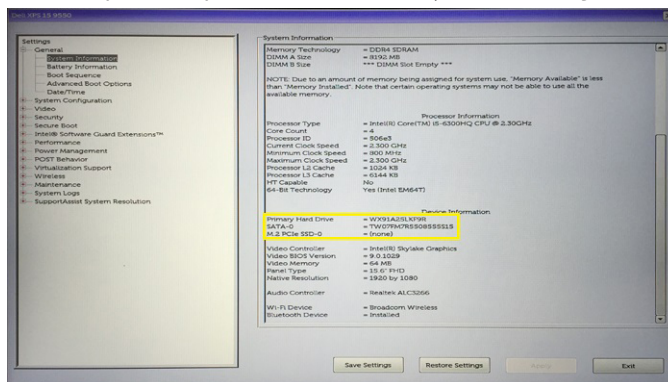 Dell XPS 15 9550
Settings
General
System Information
Battery Information
Boot Sequence
Advanced Boot Options
Date/Time
System Configuration
Video
Security
Secure Boot
Intel® Software Guard Extensions™
Performance
Power Management
POST Behavior
Virtualization Support
Wireless
Maintenance
System Logs
SupportAssist System Resolution
System Information
Memory Technology = DDR4 SDRAM
DIMM A Size = 8192 MB
DIMM B Size *** DIMM Slot Empty ***
NOTE: Due to an amount of memory being assigned for system use, "Memory Available" is less
than "Memory Installed". Note that certain operating systems may not be able to use all the
available memory.
Processor Information
Processor Type = Intel(R) Core(TM) i5-6300HQ CPU @ 2.30GHz
Core Count = 4
Processor ID = 506e3
Current Clock Speed = 2.300 GHz
Minimum Clock Speed = 800 MHz
Maximum Clock Speed = 2.300 GHz
Processor L2 Cache = 1024 KB
Processor L3 Cache = 6144 KB
HT Capable No
64-Bit Technology Yes (Intel EM64T)
Device Information
Primary Hard Drive
SATA-0
M.2 PCIe SSD-0 = (none)
Video Controller = Intel(R) Skylake Graphics
Video BIOS Version = 9.0.1029
Video Memory = 64 MB
Panel Type = 15.6" FHD
Native Resolution = 1920 by 1080
Audio Controller = Realtek ALC3266
Wi-Fi Device = Broadcom Wireless
Bluetooth Device = Installed
Save Settings Restore Settings Apply Exit